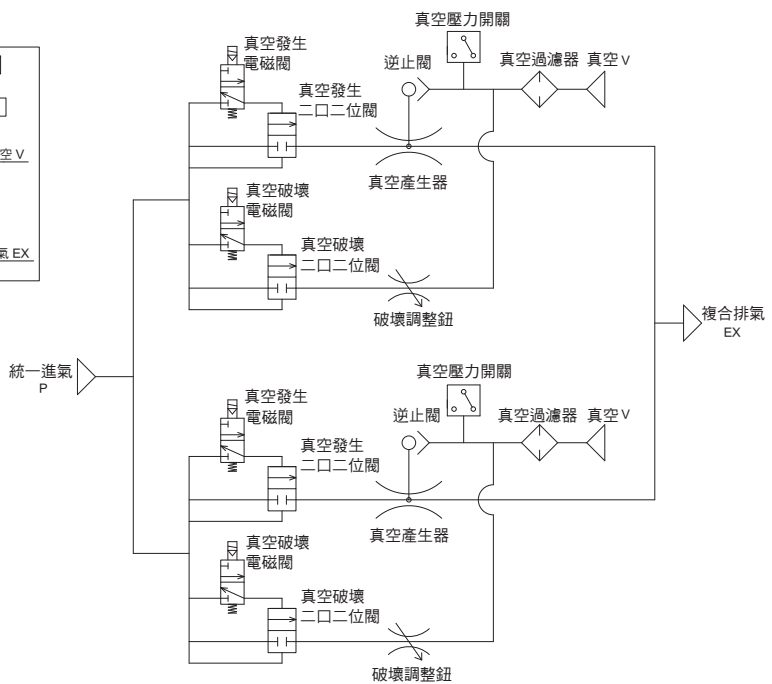 真空壓力開關
真空發生
電磁閥
逆止閥
真空過濾器
真空 V
真空發生
二口二位閥
空 V
真空產生器
真空破壞
電磁閥
真空破壞
二口二位閥
氣 EX
破壞調整鈕
複合排氣
EX
統一進氣
P
真空壓力開關
真空發生
電磁閥
逆止閥
真空過濾器
真空 V
真空發生
二口二位閥
真空產生器
真空破壞
電磁閥
真空破壞
二口二位閥
破壞調整鈕